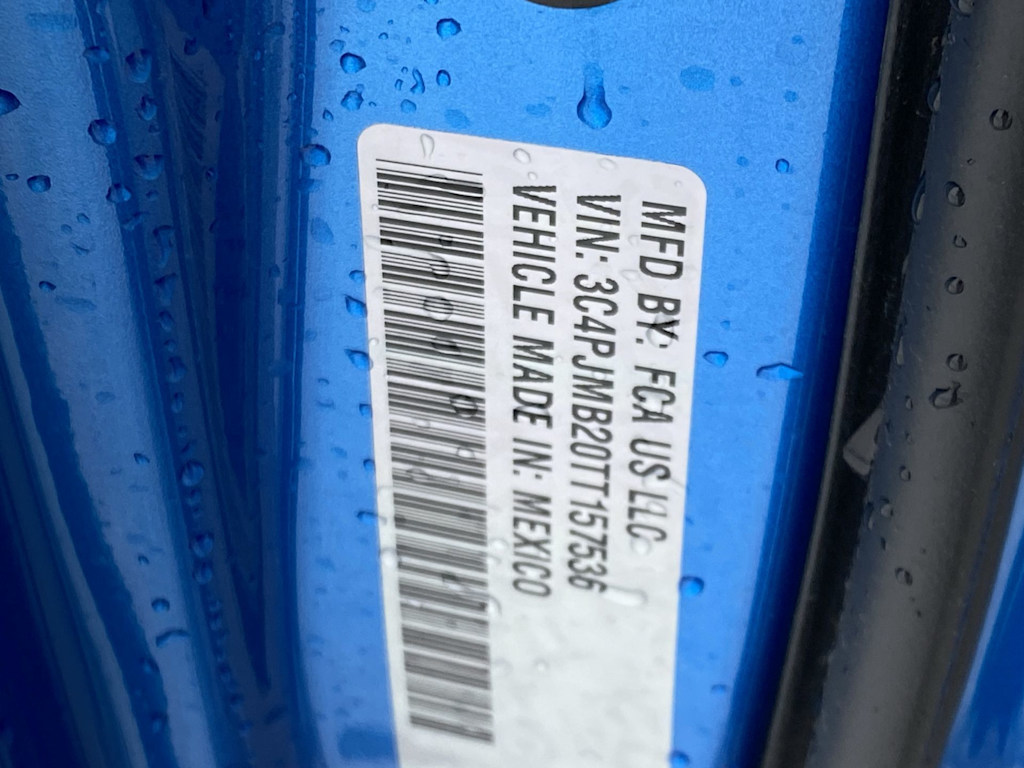 MFD BY: FCA US LLC
VIN: 3C4PJMB20TT157536
VEHICLE MADE IN: MEXICO